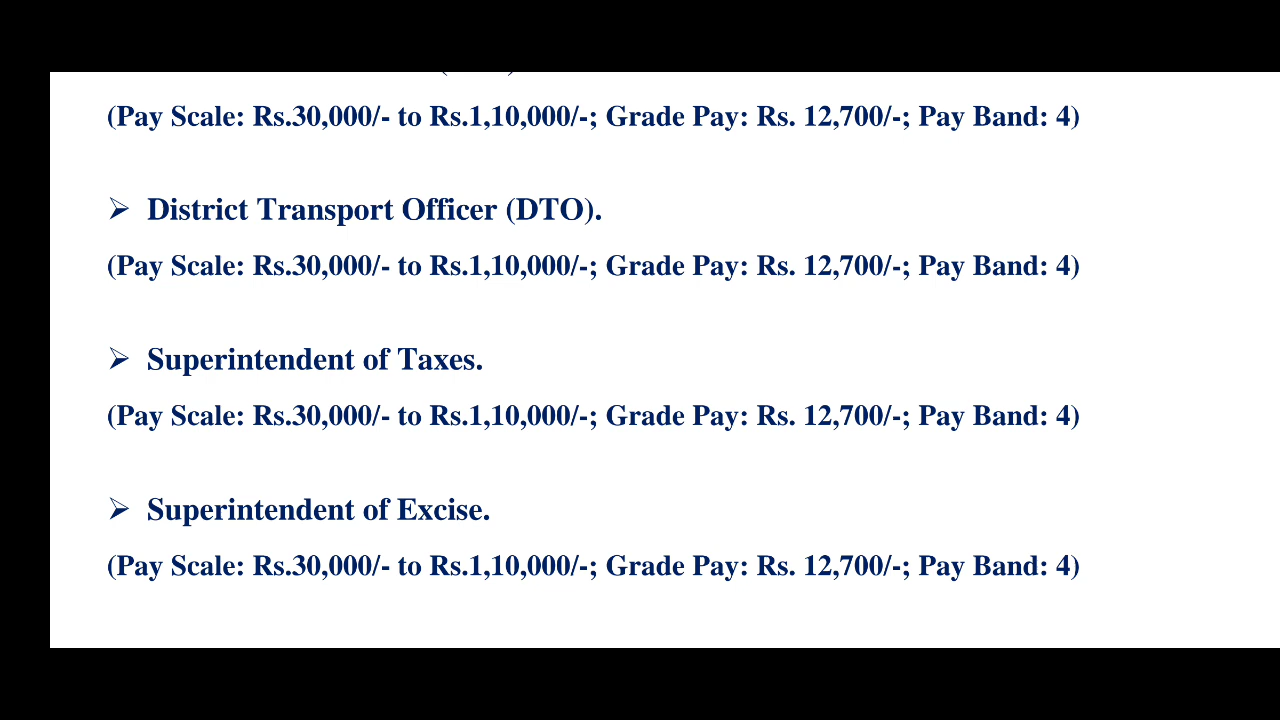 (Pay Scale: Rs.30,000/- to Rs.1,10,000/-; Grade Pay: Rs. 12,700/-; Pay Band: 4)
➢ District Transport Officer (DTO).
(Pay Scale: Rs.30,000/- to Rs.1,10,000/-; Grade Pay: Rs. 12,700/-; Pay Band: 4)
➢ Superintendent of Taxes.
(Pay Scale: Rs.30,000/- to Rs.1,10,000/-; Grade Pay: Rs. 12,700/-; Pay Band: 4)
➢ Superintendent of Excise.
(Pay Scale: Rs.30,000/- to Rs.1,10,000/-; Grade Pay: Rs. 12,700/-; Pay Band: 4)